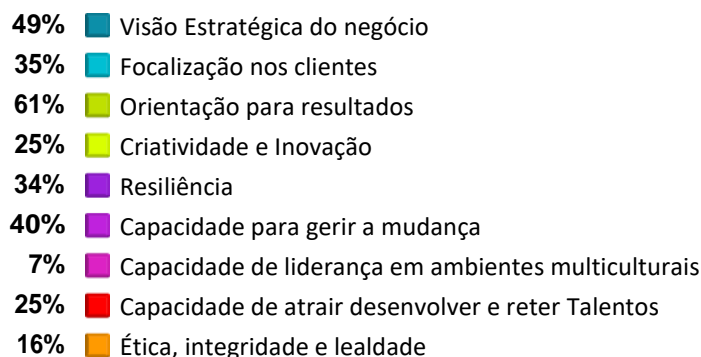 49% Visão Estratégica do negócio
35% Focalização nos clientes
61% Orientação para resultados
25% Criatividade e Inovação
34% Resiliência
40% Capacidade para gerir a mudança
7% Capacidade de liderança em ambientes multiculturais
25% Capacidade de atrair desenvolver e reter Talentos
16% Ética, integridade e lealdade